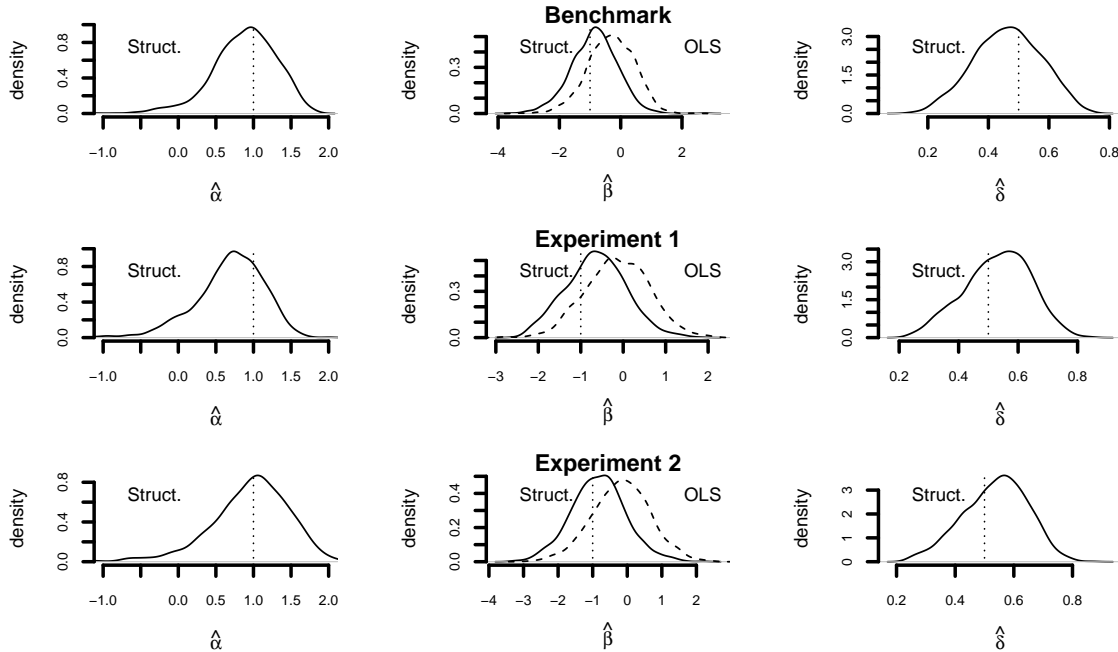 Benchmark
density
0.0 0.4 0.8
Struct.
−1.0 0.0 0.5 1.0 1.5 2.0
α̂
density
0.0 0.3
Struct. OLS
−4 −2 0 2
β̂
density
0.0 1.5 3.0
Struct.
0.2 0.4 0.6 0.8
δ̂
Experiment 1
density
0.0 0.4 0.8
Struct.
−1.0 0.0 0.5 1.0 1.5 2.0
α̂
density
0.0 0.3
Struct. OLS
−3 −2 −1 0 1 2
β̂
density
0.0 1.5 3.0
Struct.
0.2 0.4 0.6 0.8
δ̂
Experiment 2
density
0.0 0.4 0.8
Struct.
−1.0 0.0 0.5 1.0 1.5 2.0
α̂
density
0.0 0.2 0.4
Struct. OLS
−4 −3 −2 −1 0 1 2
β̂
density
0 1 2 3
Struct.
0.2 0.4 0.6 0.8
δ̂